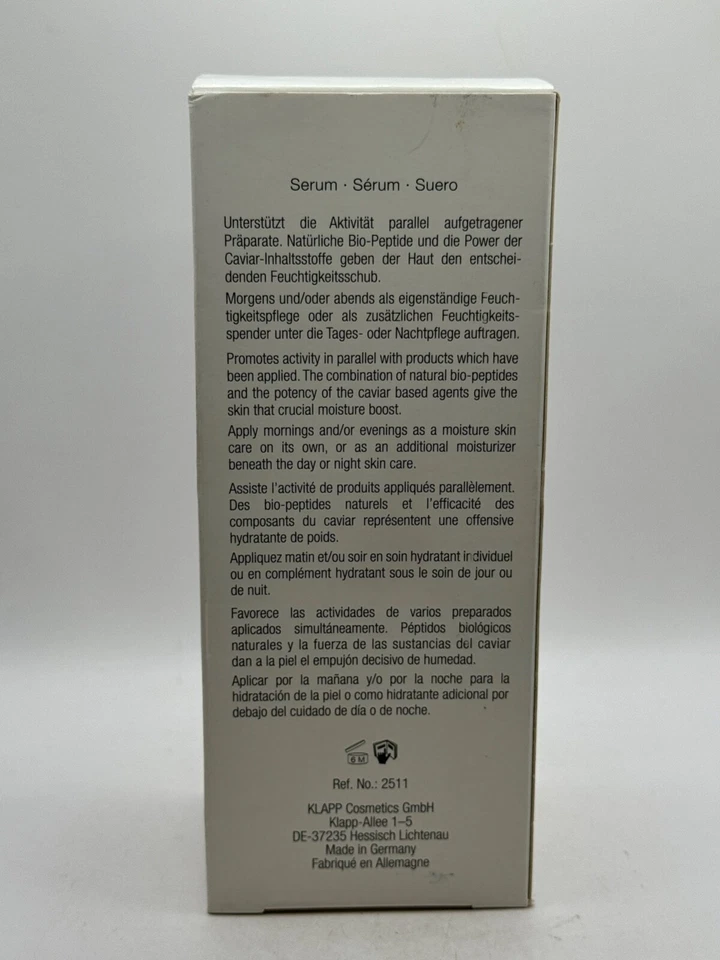 Serum · Sérum · Suero
Unterstützt die Aktivität parallel aufgetragener
Präparate. Natürliche Bio-Peptide und die Power der
Caviar-Inhaltsstoffe geben der Haut den entschei-
denden Feuchtigkeitsschub.
Morgens und/oder abends als eigenständige Feuch-
tigkeitspflege oder als zusätzlichen Feuchtigkeits-
spender unter die Tages- oder Nachtpflege auftragen.
Promotes activity in parallel with products which have
been applied. The combination of natural bio-peptides
and the potency of the caviar based agents give the
skin that crucial moisture boost.
Apply mornings and/or evenings as a moisture skin
care on its own, or as an additional moisturizer
beneath the day or night skin care.
Assiste l'activité de produits appliqués parallèlement.
Des bio-peptides naturels et l'efficacité des
composants du caviar représentent une offensive
hydratante de poids.
Appliquez matin et/ou soir en soin hydratant individuel
ou en complément hydratant sous le soin de jour ou
de nuit.
Favorece las actividades de varios preparados
aplicados simultáneamente. Péptidos biológicos
naturales y la fuerza de las sustancias del caviar
dan a la piel el empujón decisivo de humedad.
Aplicar por la mañana y/o por la noche para la
hidratación de la piel o como hidratante adicional por
debajo del cuidado de día o de noche.
6 M
Ref. No.: 2511
KLAPP Cosmetics GmbH
Klapp-Allee 1–5
DE-37235 Hessisch Lichtenau
Made in Germany
Fabriqué en Allemagne